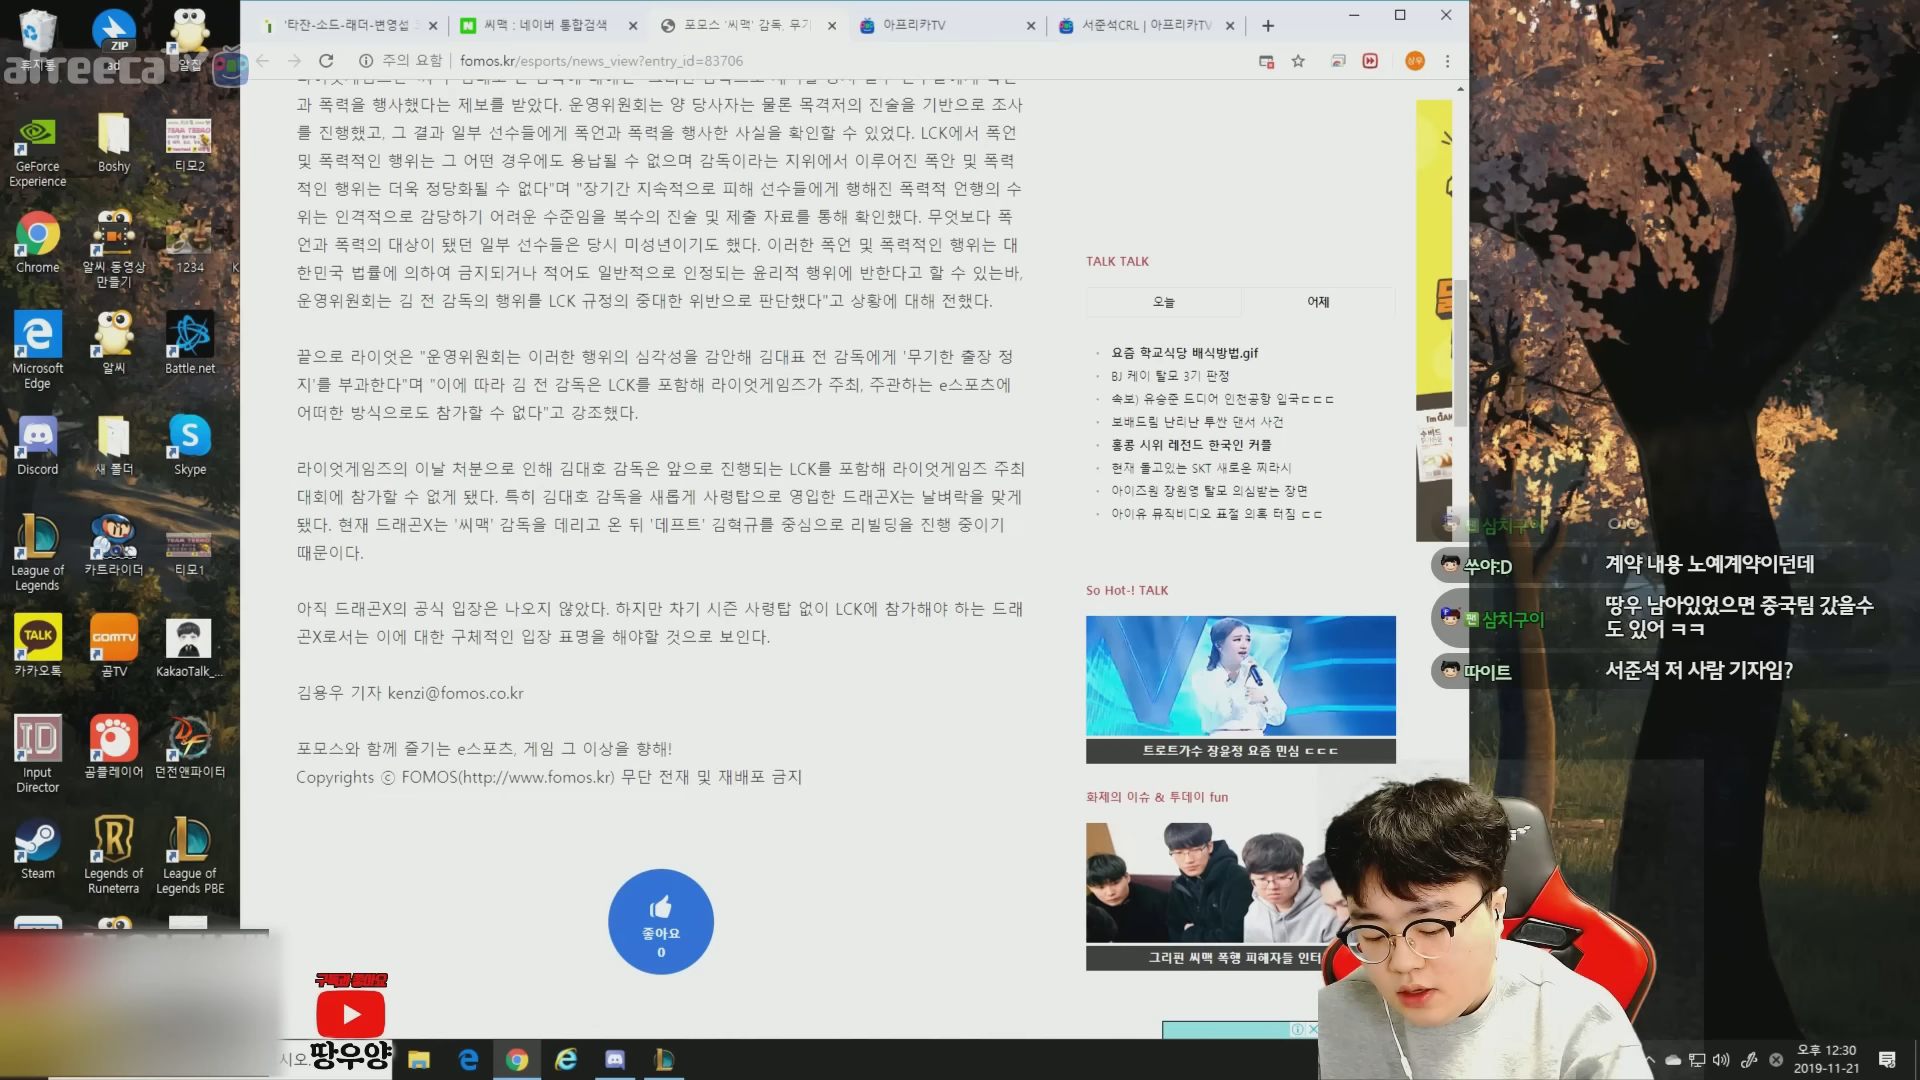 '타잔-소드-래더-변영섭
씨맥 : 네이버 통합검색
포모스 '씨맥' 감독, 무기
아프리카TV
서준석CRL | 아프리카TV
주의 요함
fomos.kr/esports/news_view?entry_id=83706
afreeca
과 폭력을 행사했다는 제보를 받았다. 운영위원회는 양 당사자는 물론 목격저의 진술을 기반으로 조사
를 진행했고, 그 결과 일부 선수들에게 폭언과 폭력을 행사한 사실을 확인할 수 있었다. LCK에서 폭언
및 폭력적인 행위는 그 어떤 경우에도 용납될 수 없으며 감독이라는 지위에서 이루어진 폭안 및 폭력
적인 행위는 더욱 정당화될 수 없다"며 "장기간 지속적으로 피해 선수들에게 행해진 폭력적 언행의 수
위는 인격적으로 감당하기 어려운 수준임을 복수의 진술 및 제출 자료를 통해 확인했다. 무엇보다 폭
언과 폭력의 대상이 됐던 일부 선수들은 당시 미성년이기도 했다. 이러한 폭언 및 폭력적인 행위는 대
한민국 법률에 의하여 금지되거나 적어도 일반적으로 인정되는 윤리적 행위에 반한다고 할 수 있는바,
운영위원회는 김 전 감독의 행위를 LCK 규정의 중대한 위반으로 판단했다"고 상황에 대해 전했다.
끝으로 라이엇은 "운영위원회는 이러한 행위의 심각성을 감안해 김대표 전 감독에게 '무기한 출장 정
지'를 부과한다"며 "이에 따라 김 전 감독은 LCK를 포함해 라이엇게임즈가 주최, 주관하는 e스포츠에
어떠한 방식으로도 참가할 수 없다"고 강조했다.
라이엇게임즈의 이날 처분으로 인해 김대호 감독은 앞으로 진행되는 LCK를 포함해 라이엇게임즈 주최
대회에 참가할 수 없게 됐다. 특히 김대호 감독을 새롭게 사령탑으로 영입한 드래곤X는 날벼락을 맞게
됐다. 현재 드래곤X는 '씨맥' 감독을 데리고 온 뒤 '데프트' 김혁규를 중심으로 리빌딩을 진행 중이기
때문이다.
아직 드래곤X의 공식 입장은 나오지 않았다. 하지만 차기 시즌 사령탑 없이 LCK에 참가해야 하는 드래
곤X로서는 이에 대한 구체적인 입장 표명을 해야할 것으로 보인다.
김용우 기자 kenzi@fomos.co.kr
포모스와 함께 즐기는 e스포츠, 게임 그 이상을 향해!
Copyrights ⓒ FOMOS(http://www.fomos.kr) 무단 전재 및 재배포 금지
좋아요
0
TALK TALK
오늘
어제
요즘 학교식당 배식방법.gif
BJ 케이 탈모 3기 판정
속보) 유승준 드디어 인천공항 입국ㄷㄷㄷ
보배드림 난리난 투싼 댄서 사건
홍콩 시위 레전드 한국인 커플
현재 돌고있는 SKT 새로운 찌라시
아이즈원 장원영 탈모 의심받는 장면
아이유 뮤직비디오 표절 의혹 터짐 ㄷㄷ
So Hot-! TALK
트로트가수 장윤정 요즘 민심 ㄷㄷㄷ
화제의 이슈 & 투데이 fun
그리핀 씨맥 폭행 피해자들 인터
팬 삼치구이 ㅇㅇ
쑤야:D 계약 내용 노예계약이던데
팬 삼치구이 땅우 남아있었으면 중국팀 갔을수
도 있어 ㅋㅋ
따이트 서준석 저 사람 기자임?
휴지통
ZIP
.ad
알집
GeForce
Experience
Boshy
티모2
Chrome
알씨 동영상
만들기
1234
Microsoft
Edge
알씨
Battle.net
Discord
새 폴더
Skype
League of
Legends
카트라이더
티모1
TALK
카카오톡
GOMTV
곰TV
KakaoTalk_...
ID
Input
Director
곰플레이어
던전앤파이터
Steam
Legends of
Runeterra
League of
Legends PBE
구독과 좋아요
땅우양
시오.
상우
오후 12:30
2019-11-21